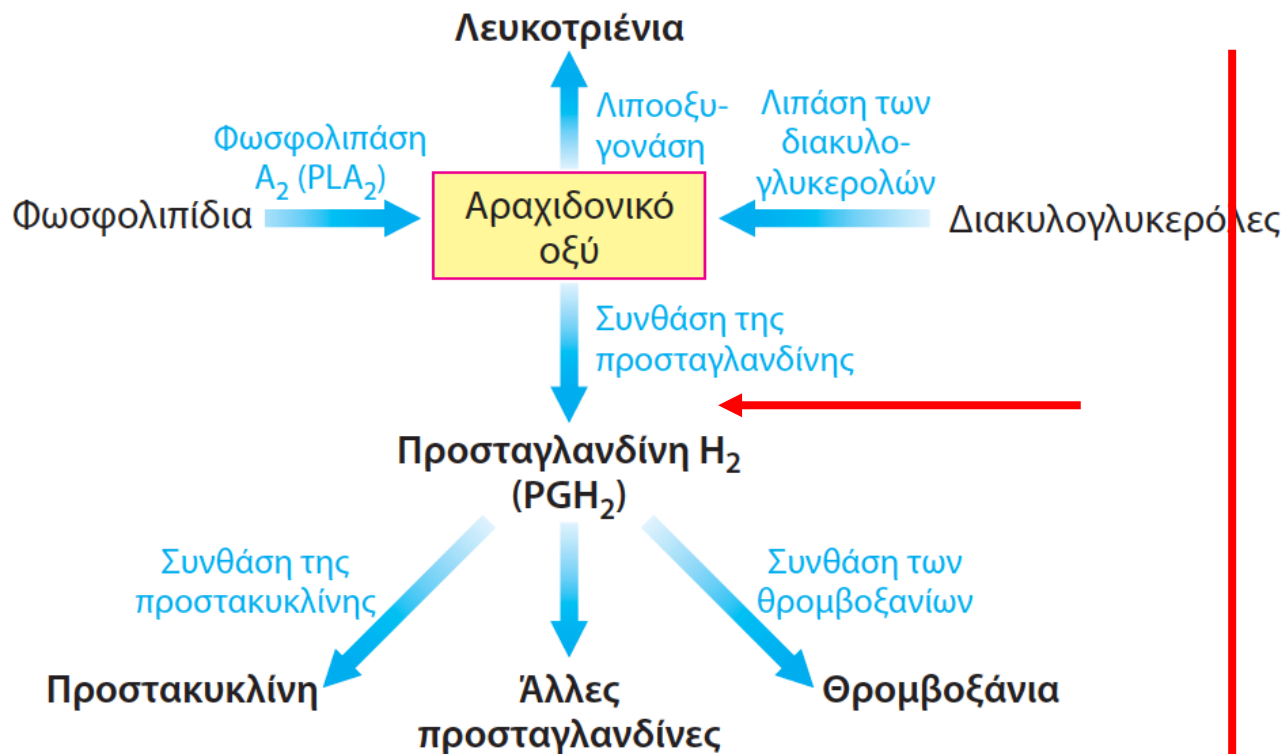 Λευκοτριένια
Λιποοξυ-
γονάση
Λιπάση των
διακυλο-
γλυκερολών
Φωσφολιπάση
A₂ (PLA₂)
Φωσφολιπίδια
Αραχιδονικό
οξύ
Διακυλογλυκερόλες
Συνθάση της
προσταγλανδίνης
Προσταγλανδίνη H₂
(PGH₂)
Συνθάση της
προστακυκλίνης
Συνθάση των
θρομβοξανίων
Προστακυκλίνη
Άλλες
προσταγλανδίνες
Θρομβοξάνια